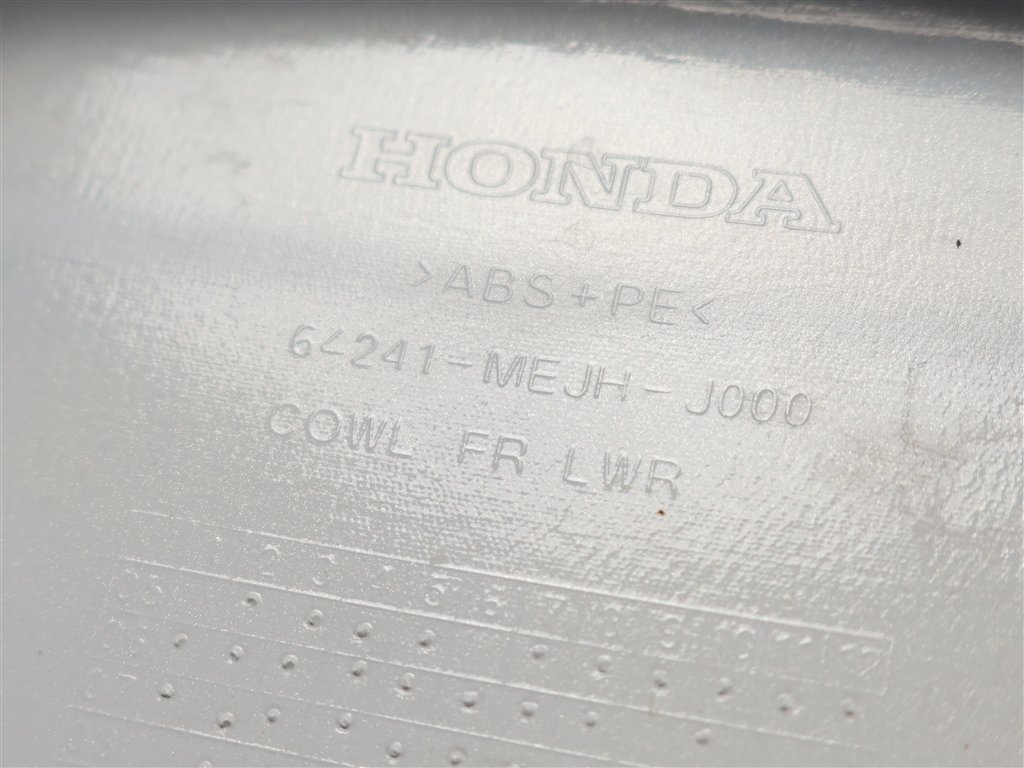 HONDA
>ABS+PE<
64241-MEJH-J000
COWL FR LWR